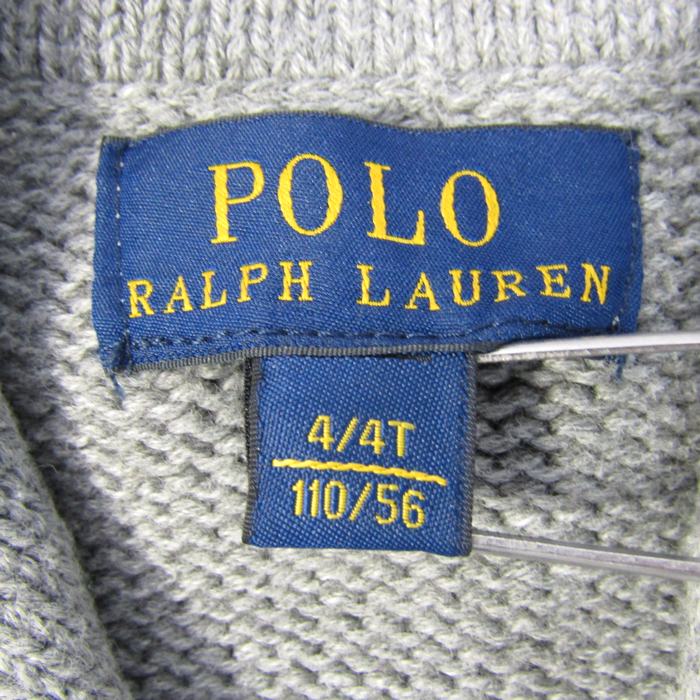 POLO
RALPH LAUREN
4/4T
110/56